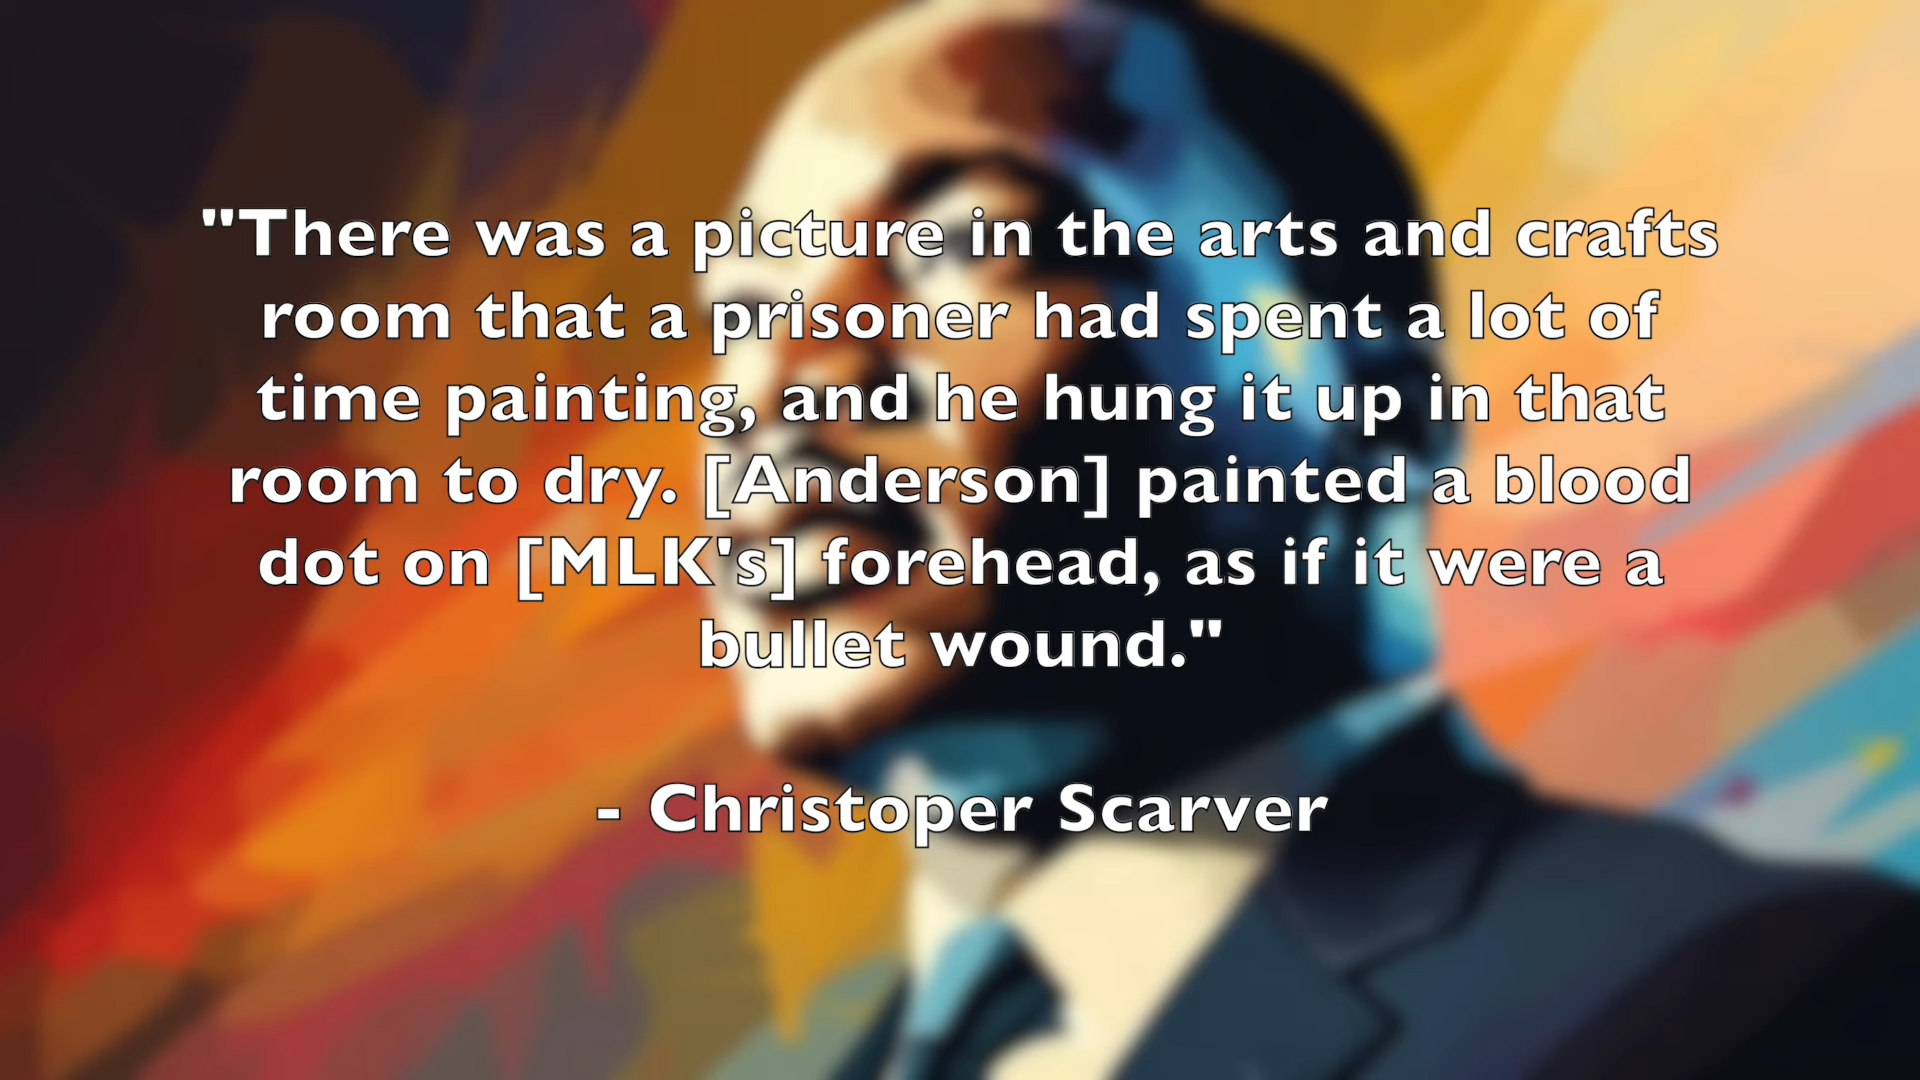 "There was a picture in the arts and crafts
room that a prisoner had spent a lot of
time painting, and he hung it up in that
room to dry. [Anderson] painted a blood
dot on [MLK's] forehead, as if it were a
bullet wound."
- Christoper Scarver